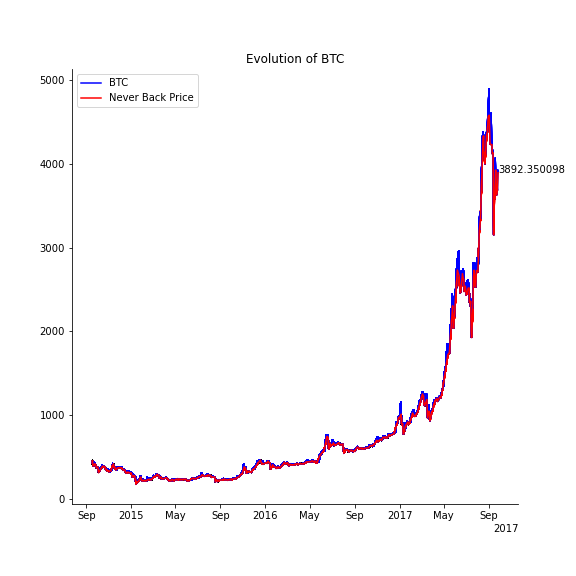 Evolution of BTC
BTC
Never Back Price
5000
4000
3000
2000
1000
0
3892.350098
Sep
2015
May
Sep
2016
May
Sep
2017
May
Sep
2017